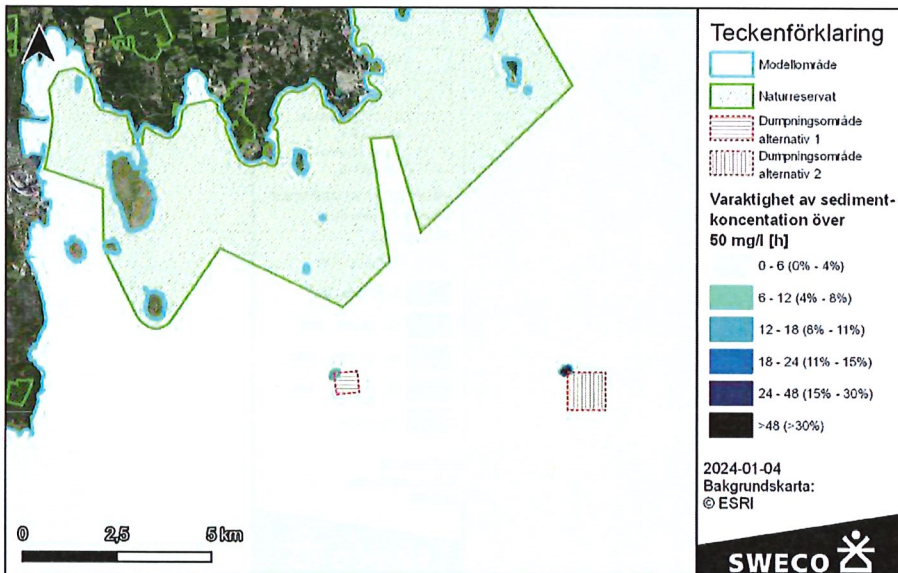 Teckenförklaring
Modellområde
Naturreservat
Dumpningsområde
alternativ 1
Dumpningsområde
alternativ 2
Varaktighet av sediment-
koncentation över
50 mg/l [h]
0 - 6 (0% - 4%)
6 - 12 (4% - 8%)
12 - 18 (8% - 11%)
18 - 24 (11% - 15%)
24 - 48 (15% - 30%)
>48 (>30%)
2024-01-04
Bakgrundskarta:
© ESRI
0 2,5 5 km
SWECO